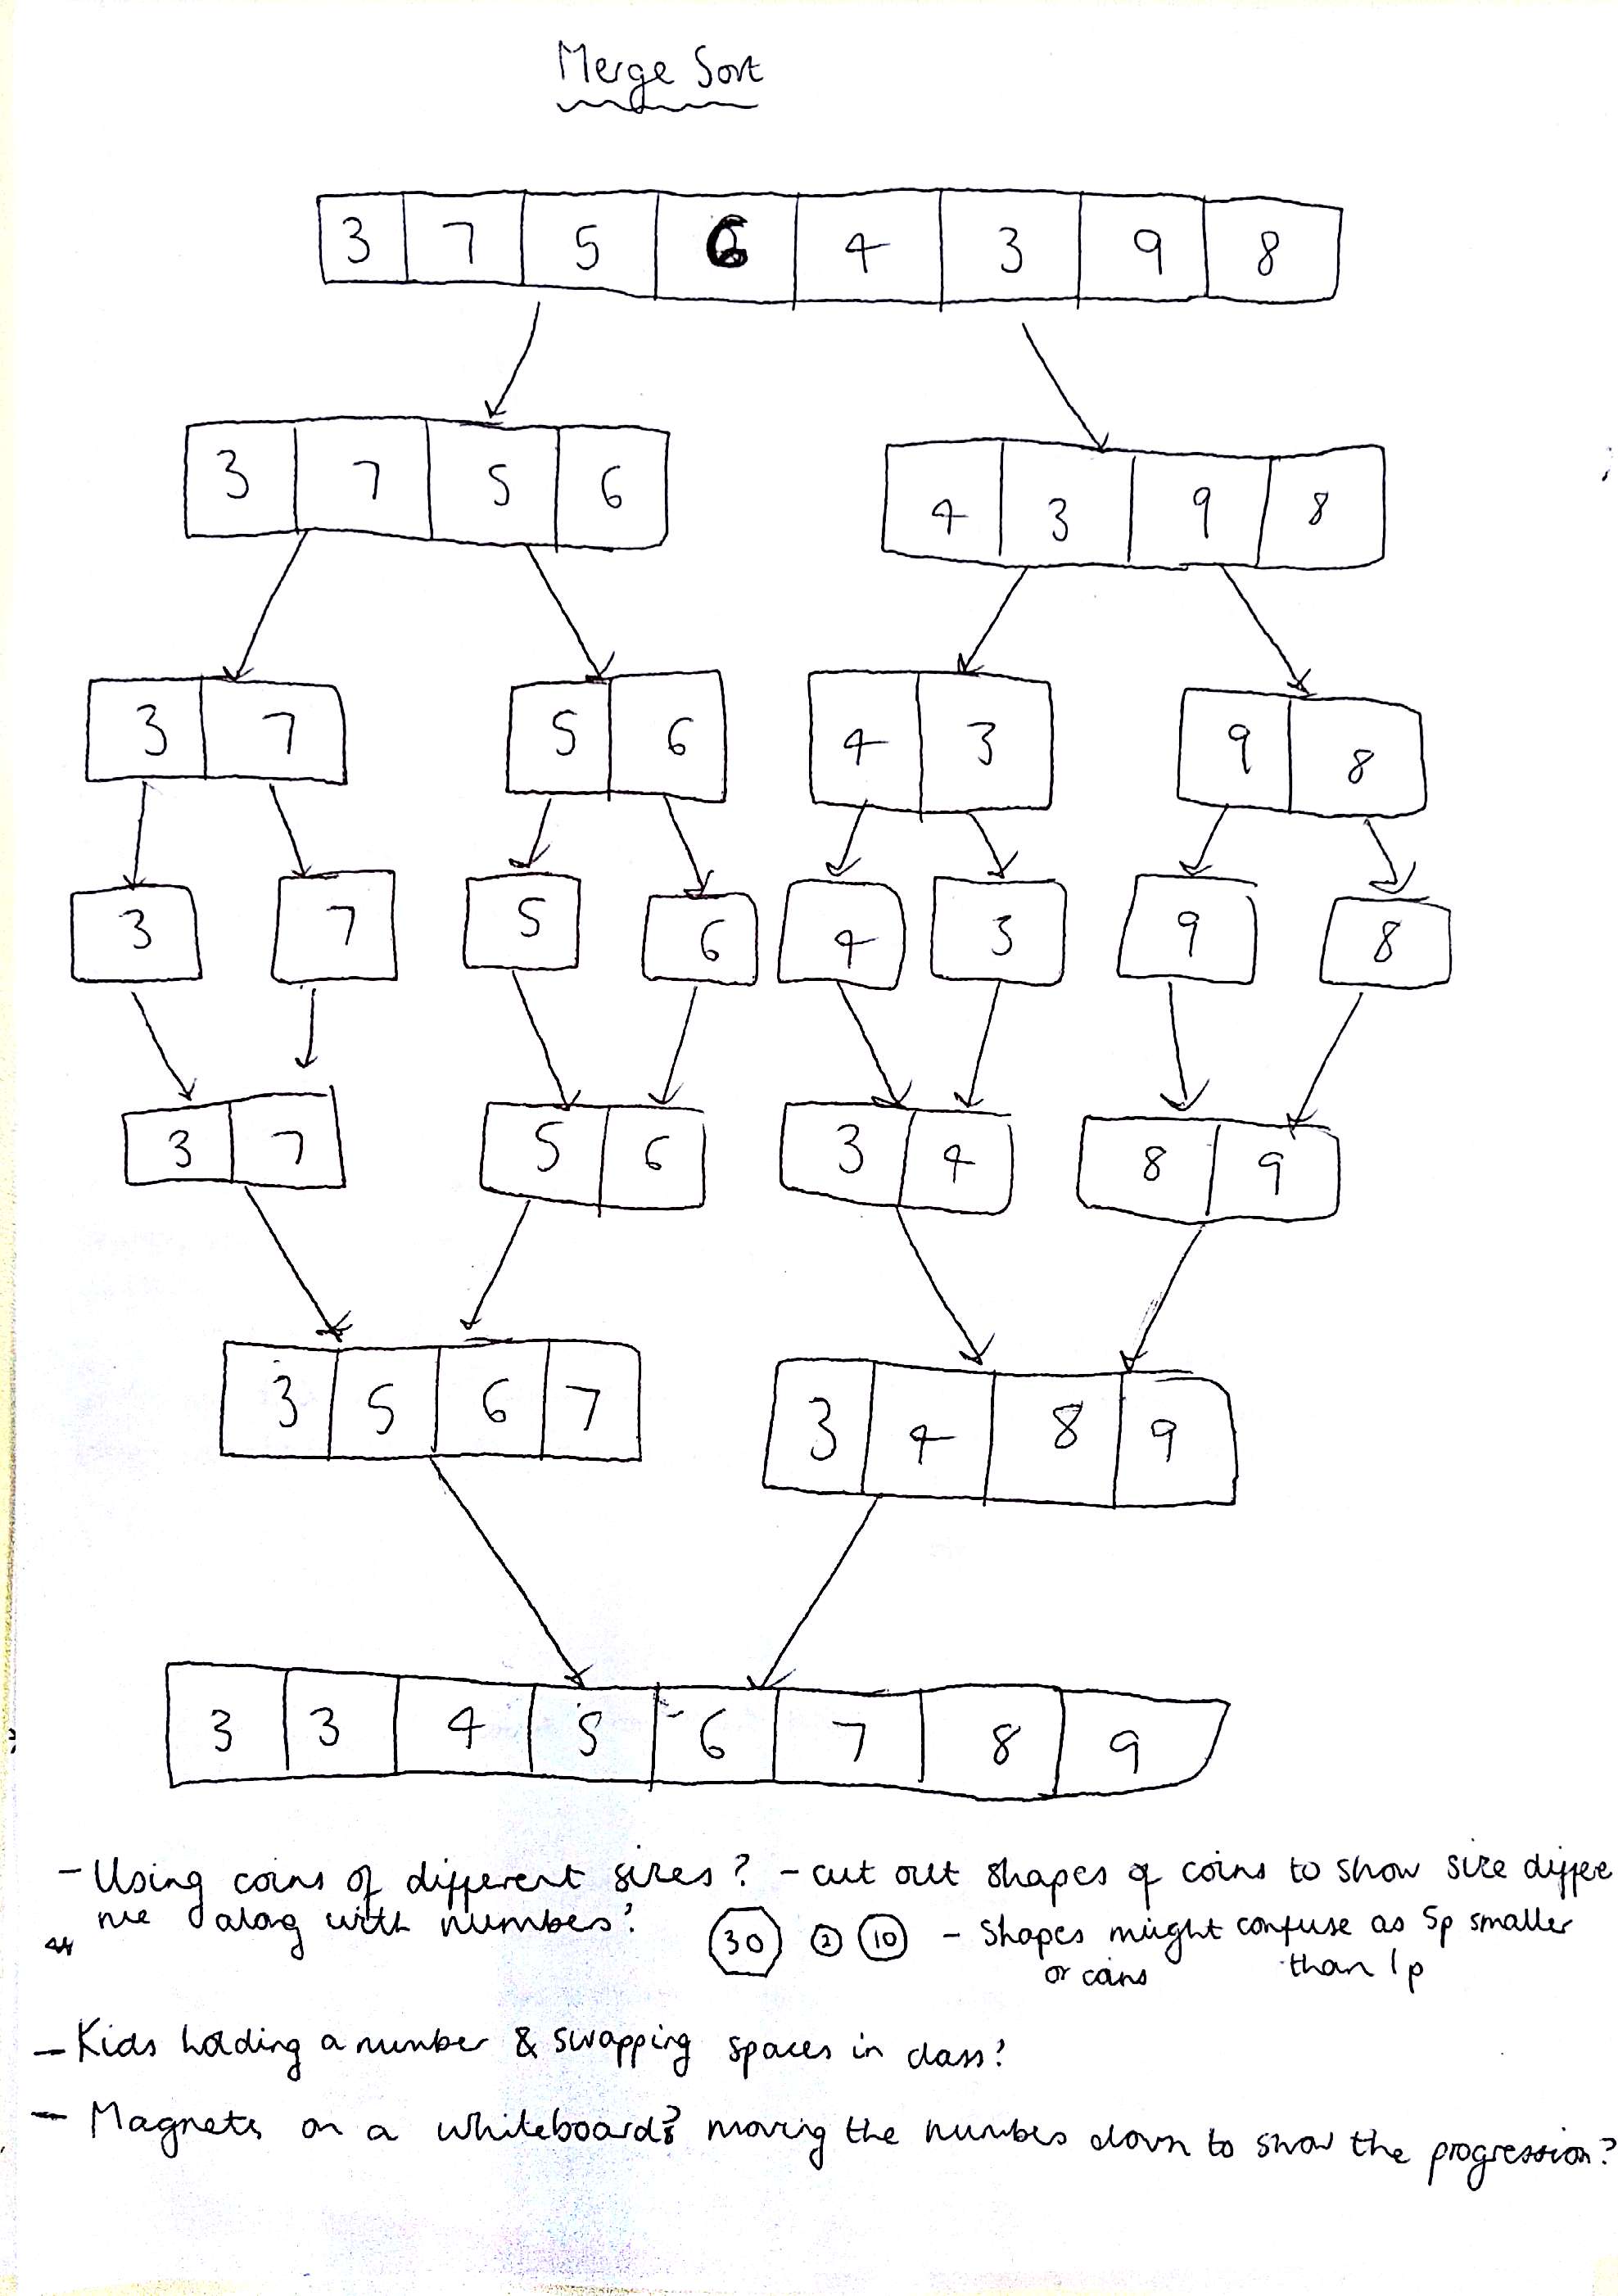 Merge Sort
3 7 5 6 4 3 9 8
3 7 5 6 4 3 9 8
3 7 5 6 4 3 9 8
3 7 5 6 4 3 9 8
3 7 5 6 3 4 8 9
3 5 6 7 3 4 8 9
3 3 4 5 6 7 8 9
- Using coins of different sizes? - cut out shapes of coins to show size differe
nce along with numbers? 30 2 10 - Shapes might confuse as 5p smaller
or coins than 1p
- Kids holding a number & swapping spaces in class?
- Magnets on a whiteboard? moving the numbers down to show the progression?